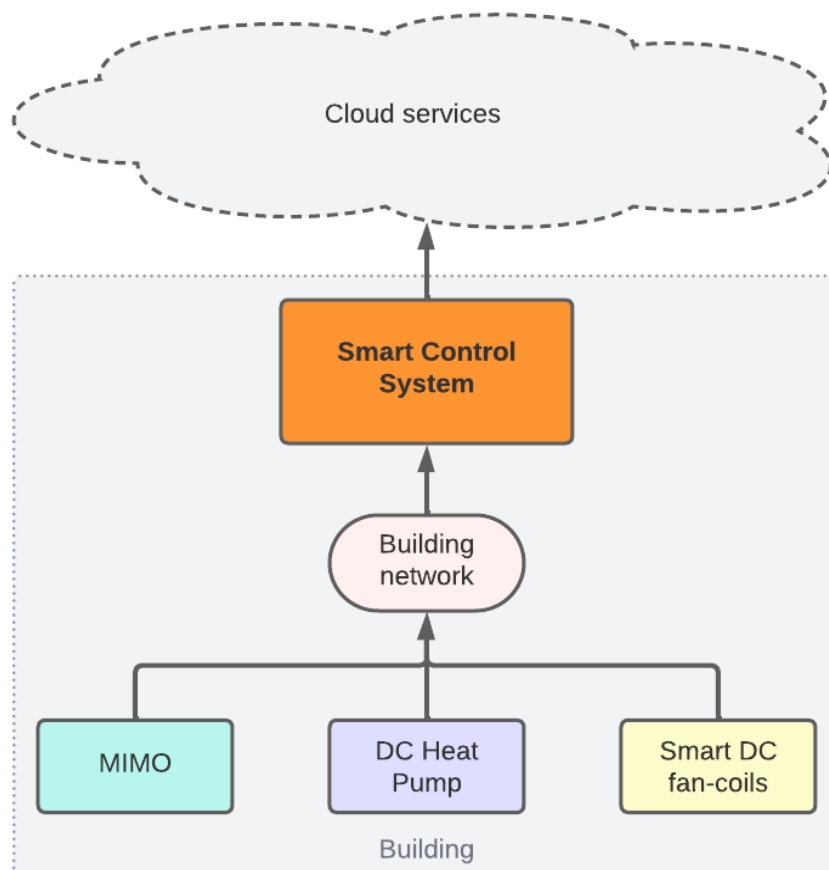 Cloud services
Smart Control
System
Building
network
MIMO
DC Heat
Pump
Smart DC
fan-coils
Building